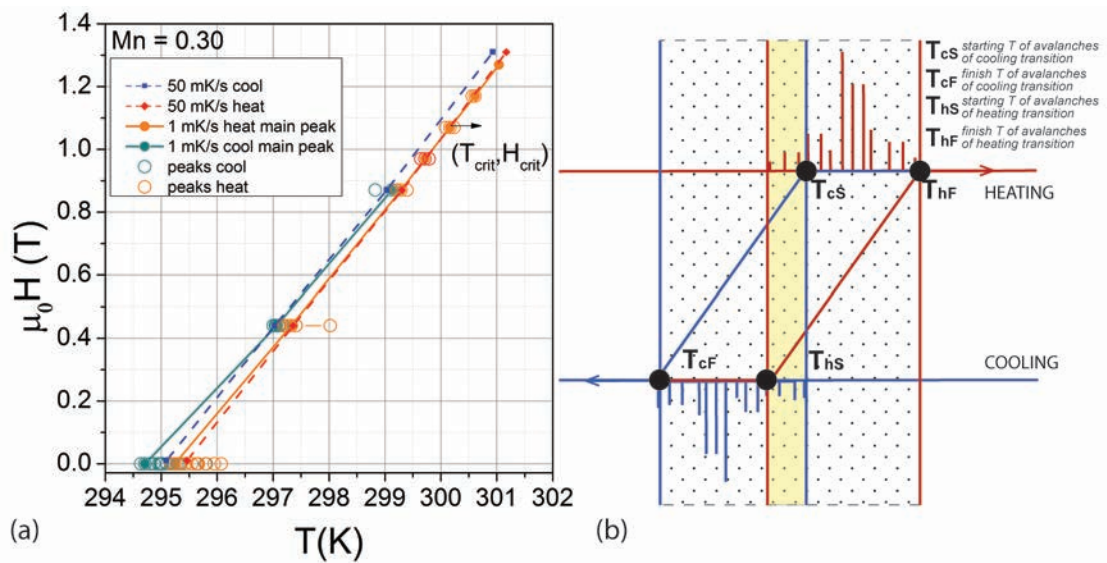 1.4
1.2
1.0
0.8
0.6
0.4
0.2
0.0
μ₀H (T)
Mn = 0.30
50 mK/s cool
50 mK/s heat
1 mK/s heat main peak
1 mK/s cool main peak
peaks cool
peaks heat
(Tcrit,Hcrit)
294 295 296 297 298 299 300 301 302
T(K)
(a)
TcS starting T of avalanches of cooling transition
TcF finish T of avalanches of cooling transition
ThS starting T of avalanches of heating transition
ThF finish T of avalanches of heating transition
TcS
ThF
HEATING
TcF
ThS
COOLING
(b)